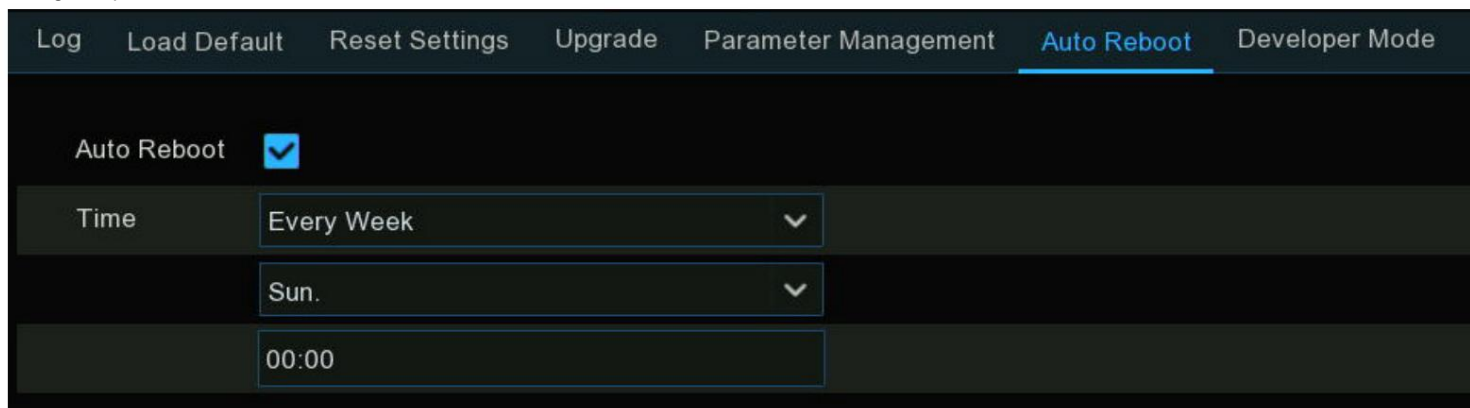 Log Load Default Reset Settings Upgrade Parameter Management Auto Reboot Developer Mode
Auto Reboot
Time Every Week
Sun.
00:00